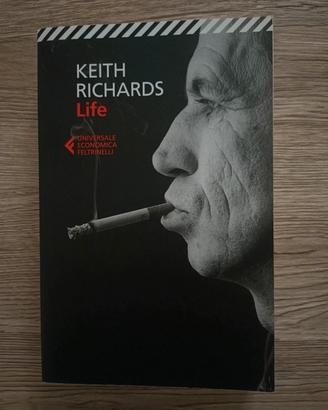 KEITH
RICHARDS
Life
UNIVERSALE
ECONOMICA
FELTRINELLI